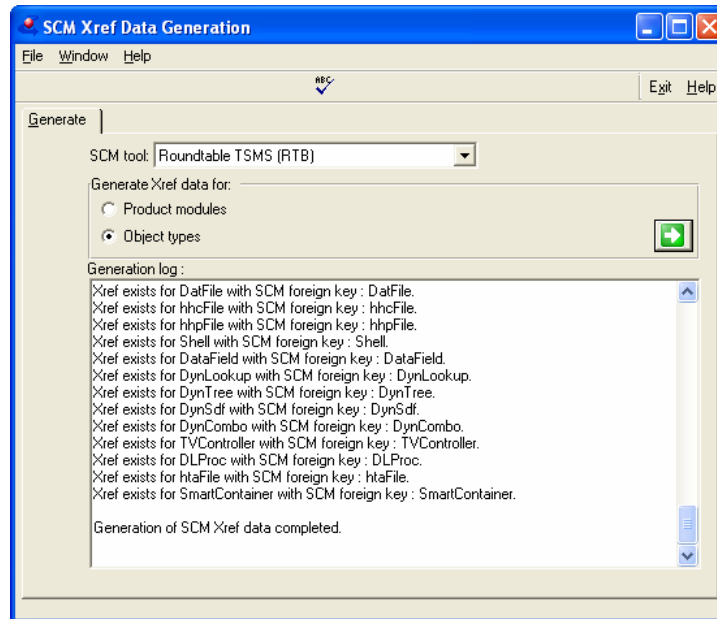 SCM Xref Data Generation
File Window Help
ABC
Exit Help
Generate
SCM tool: Roundtable TSMS (RTB)
Generate Xref data for:
Product modules
Object types
Generation log :
Xref exists for DatFile with SCM foreign key : DatFile.
Xref exists for hhcFile with SCM foreign key : hhcFile.
Xref exists for hhpFile with SCM foreign key : hhpFile.
Xref exists for Shell with SCM foreign key : Shell.
Xref exists for DataField with SCM foreign key : DataField.
Xref exists for DynLookup with SCM foreign key : DynLookup.
Xref exists for DynTree with SCM foreign key : DynTree.
Xref exists for DynSdf with SCM foreign key : DynSdf.
Xref exists for DynCombo with SCM foreign key : DynCombo.
Xref exists for TVController with SCM foreign key : TVController.
Xref exists for DLProc with SCM foreign key : DLProc.
Xref exists for htaFile with SCM foreign key : htaFile.
Xref exists for SmartContainer with SCM foreign key : SmartContainer.
Generation of SCM Xref data completed.